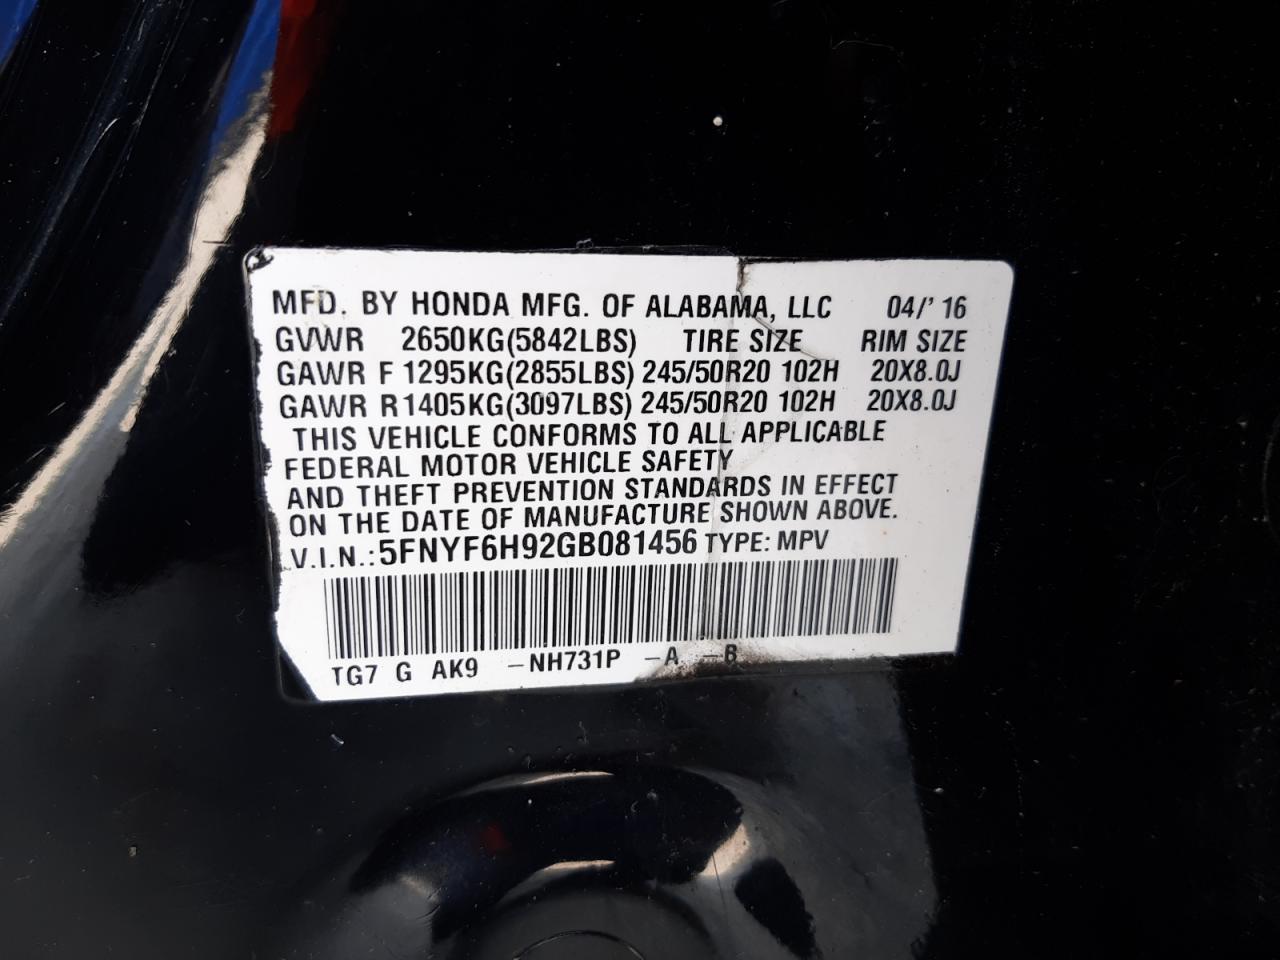 MFD. BY HONDA MFG. OF ALABAMA, LLC 04/' 16
GVWR 2650KG(5842LBS) TIRE SIZE RIM SIZE
GAWR F 1295KG(2855LBS) 245/50R20 102H 20X8.0J
GAWR R1405KG(3097LBS) 245/50R20 102H 20X8.0J
THIS VEHICLE CONFORMS TO ALL APPLICABLE
FEDERAL MOTOR VEHICLE SAFETY
AND THEFT PREVENTION STANDARDS IN EFFECT
ON THE DATE OF MANUFACTURE SHOWN ABOVE.
V.I.N.: 5FNYF6H92GB081456 TYPE: MPV
TG7 G AK9 –NH731P –A –B